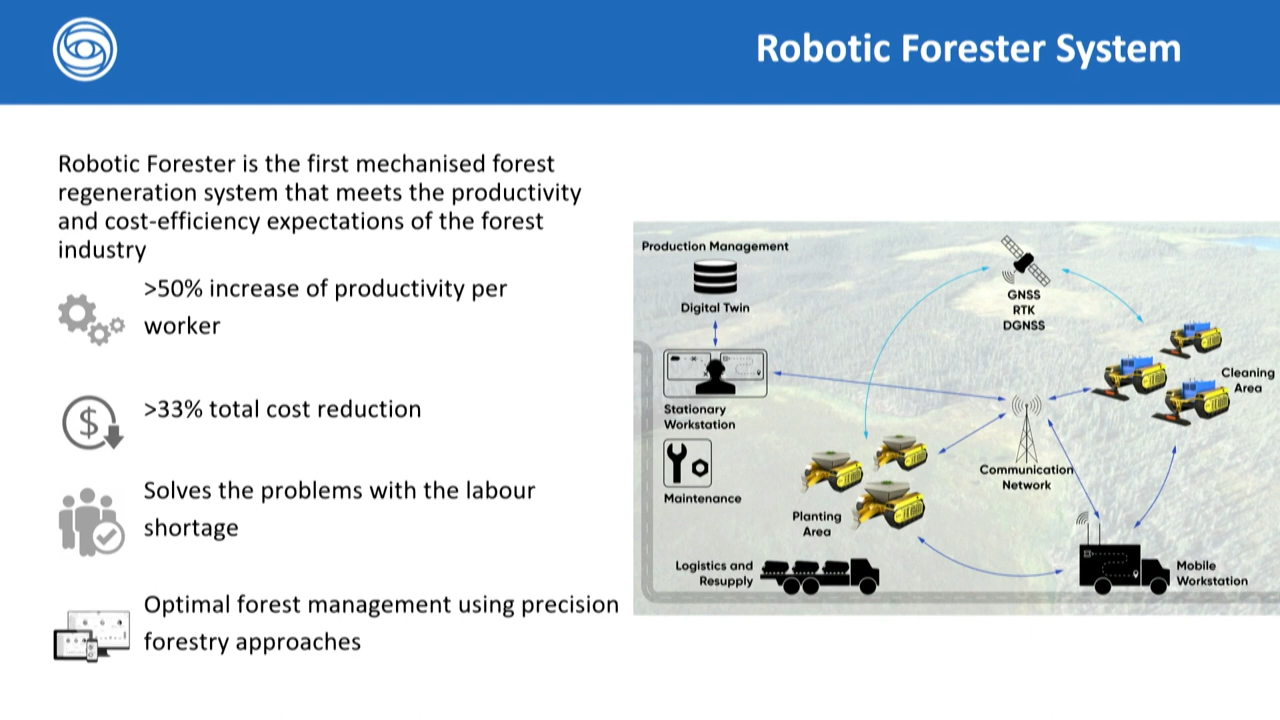 Robotic Forester System
Robotic Forester is the first mechanised forest
regeneration system that meets the productivity
and cost-efficiency expectations of the forest
industry
>50% increase of productivity per
worker
>33% total cost reduction
Solves the problems with the labour
shortage
Optimal forest management using precision
forestry approaches
Production Management
Digital Twin
Stationary
Workstation
Maintenance
GNSS
RTK
DGNSS
Cleaning
Area
Communication
Network
Planting
Area
Logistics and
Resupply
Mobile
Workstation